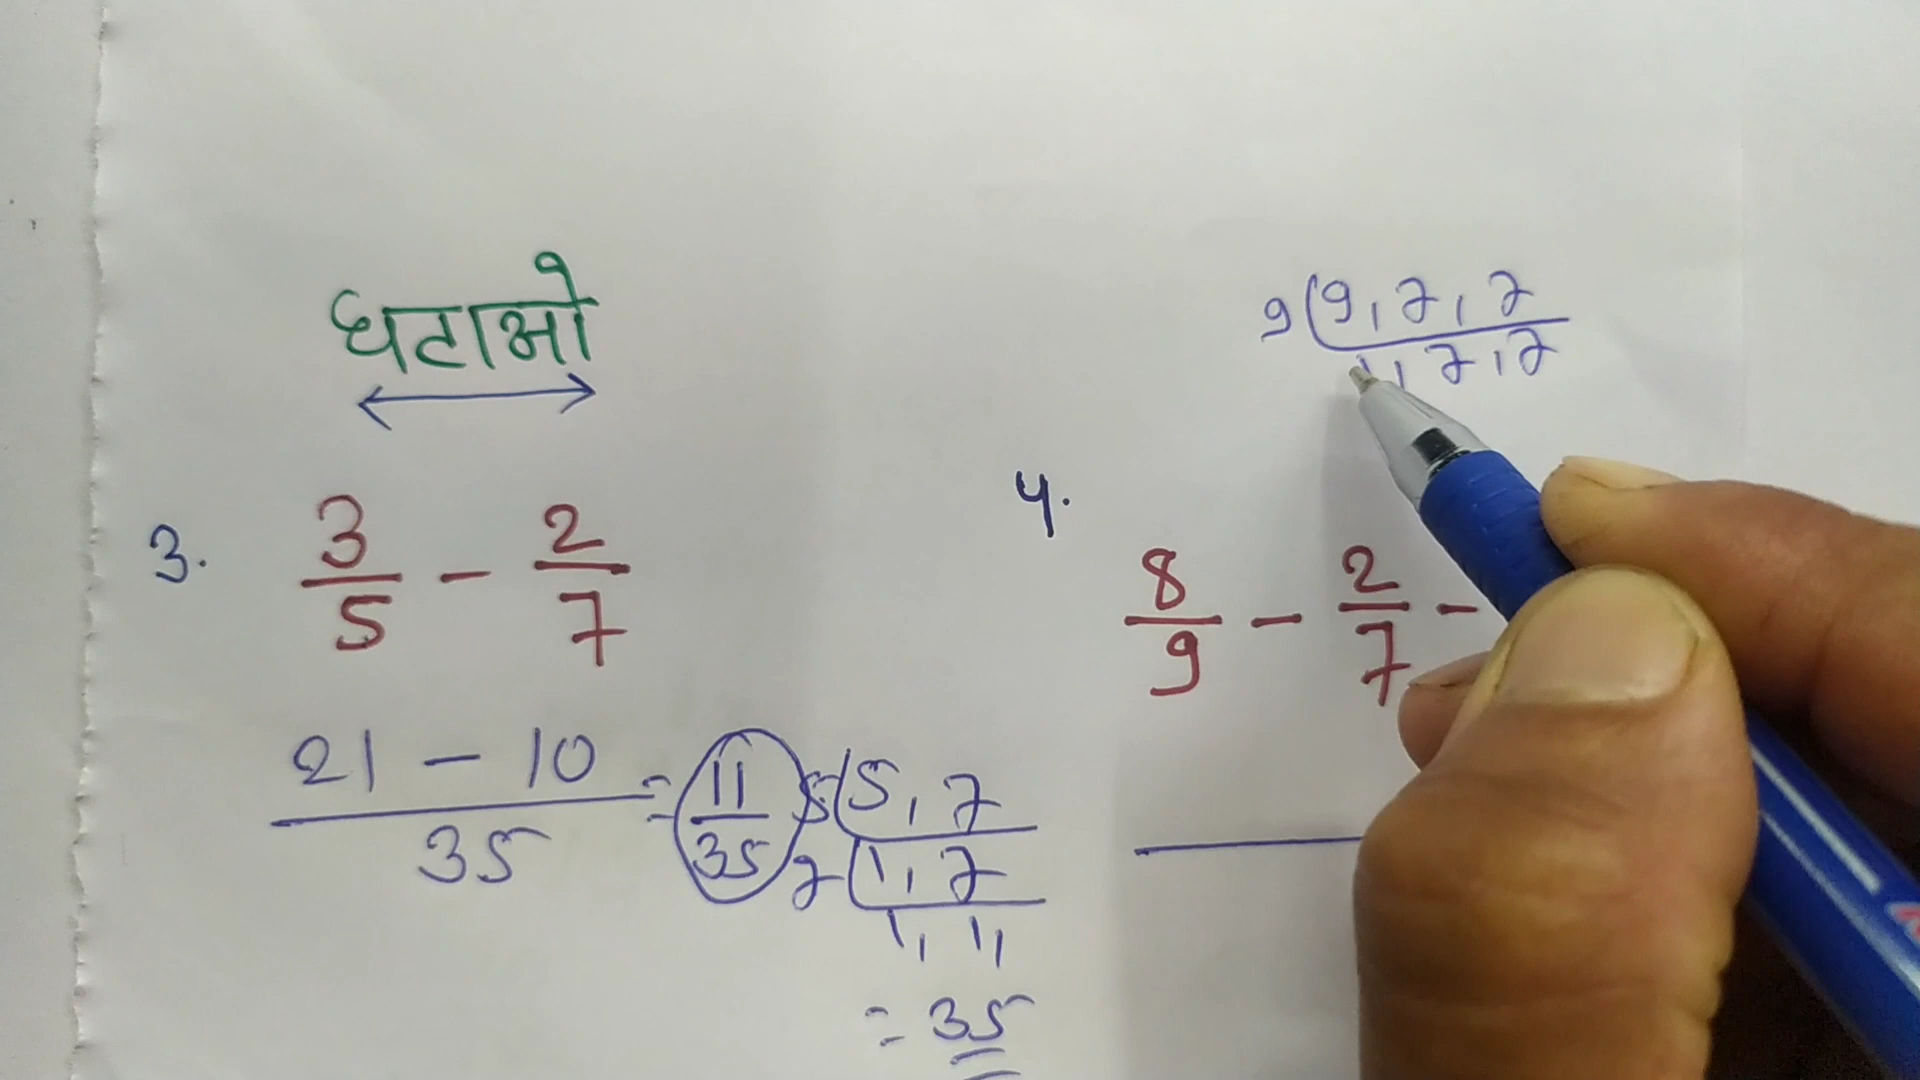 घटाओ
3. 3/5 - 2/7
21 - 10 / 35 = 11/35
5 ( 5, 7
7 ( 1, 7
1, 1,
= 35
9 ( 9, 7, 7
1, 7, 7
4.
8/9 - 2/7 -